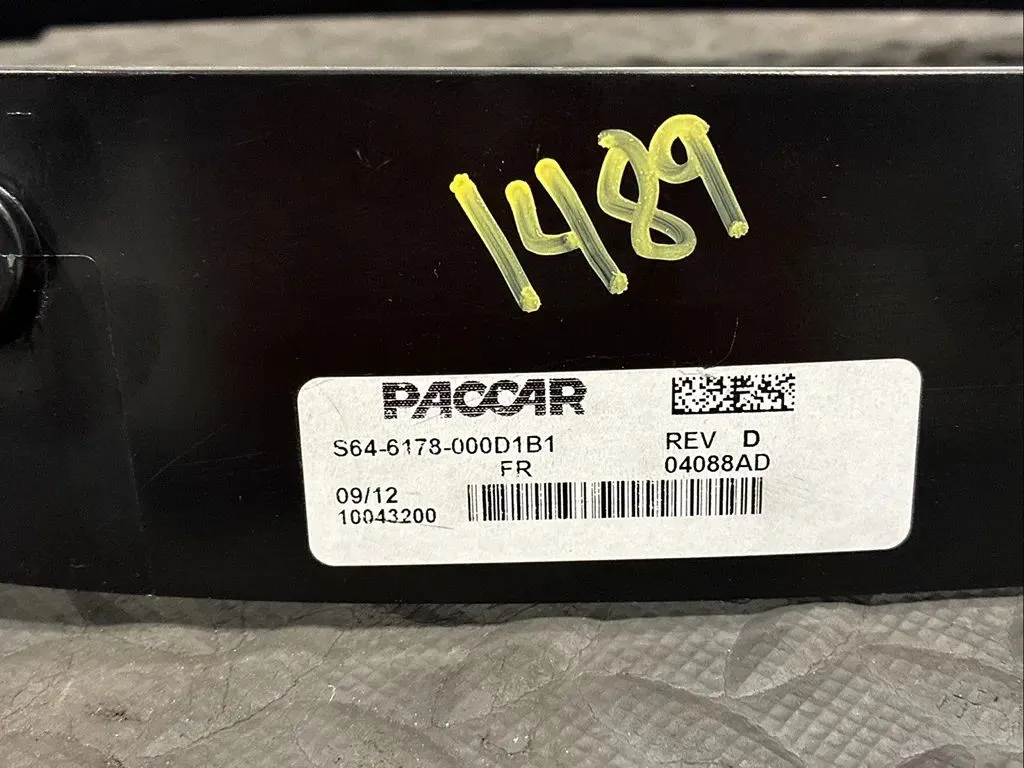 1489
PACCAR
S64-6178-000D1B1
FR
REV D
04088AD
09/12
10043200